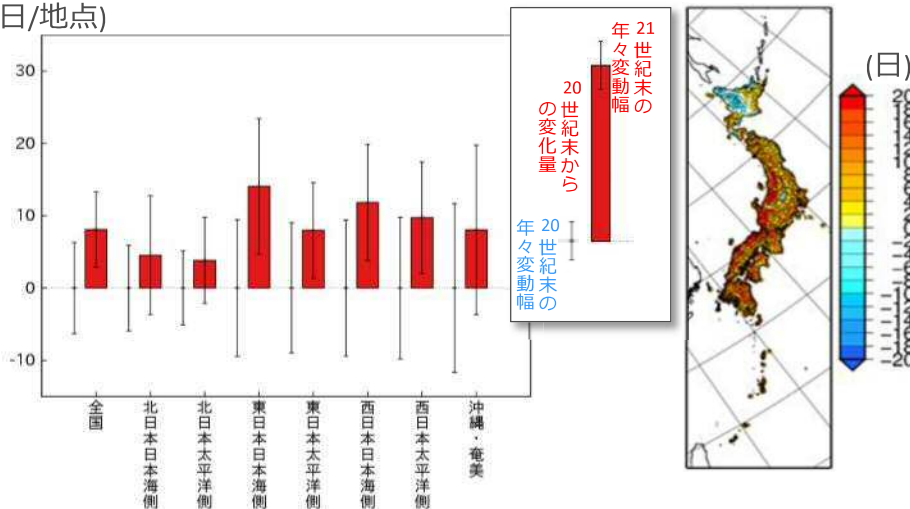 日/地点)
30
20
10
0
-10
全国
北日本日本海側
北日本太平洋側
東日本日本海側
東日本太平洋側
西日本日本海側
西日本太平洋側
沖縄・奄美
21世紀末の
年々変動幅
20世紀末から
の変化量
20世紀末の
年々変動幅
(日)